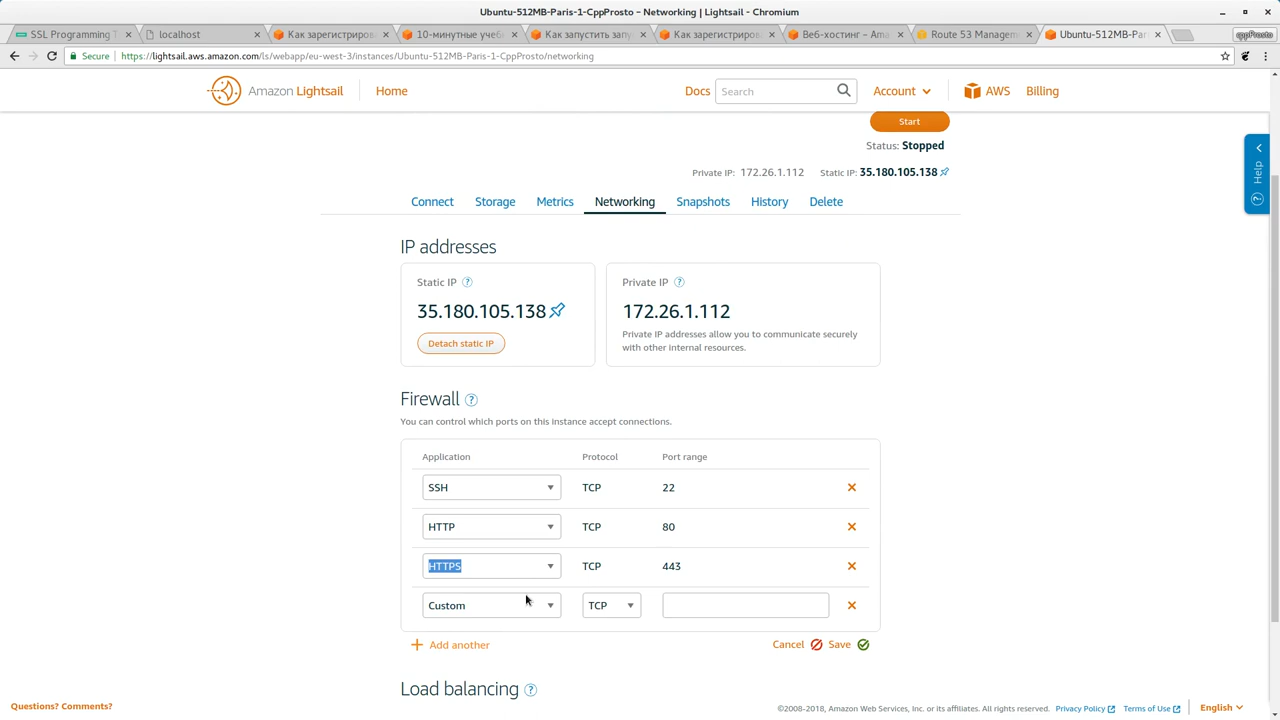 Ubuntu-512MB-Paris-1-CppProsto – Networking | Lightsail - Chromium
SSL Programming T
localhost
Как зарегистриров
10-минутные учеб
Как запустить запу
Как зарегистриров
Веб-хостинг – Ama
Route 53 Managem
Ubuntu-512MB-Pari
cppProsto
Secure
https://lightsail.aws.amazon.com/ls/webapp/eu-west-3/instances/Ubuntu-512MB-Paris-1-CppProsto/networking
Amazon Lightsail
Home
Docs
Search
Account
AWS
Billing
Start
Status: Stopped
Private IP: 172.26.1.112
Static IP: 35.180.105.138
Help
Connect
Storage
Metrics
Networking
Snapshots
History
Delete
IP addresses
Static IP ?
35.180.105.138
Detach static IP
Private IP ?
172.26.1.112
Private IP addresses allow you to communicate securely
with other internal resources.
Firewall ?
You can control which ports on this instance accept connections.
Application Protocol Port range
SSH TCP 22
HTTP TCP 80
HTTPS TCP 443
Custom TCP
+ Add another
Cancel
Save
Load balancing ?
Questions? Comments?
©2008-2018, Amazon Web Services, Inc. or its affiliates. All rights reserved.
Privacy Policy
Terms of Use
English